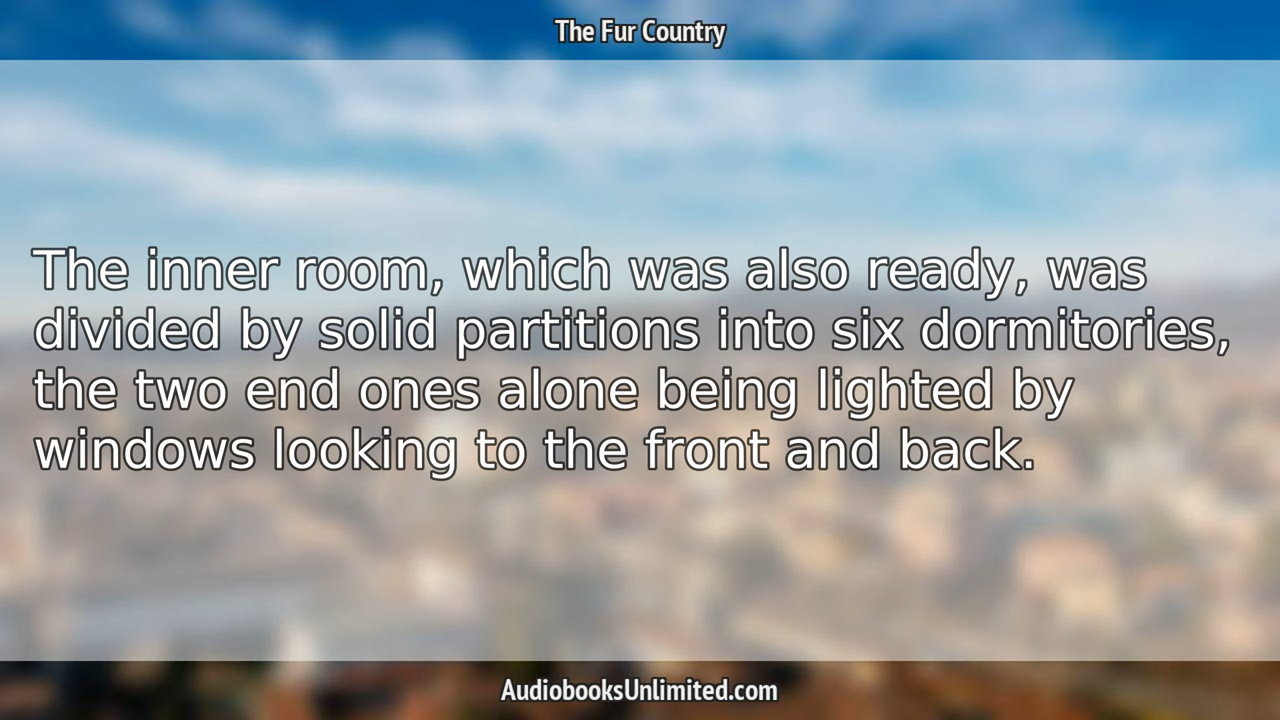 The Fur Country
The inner room, which was also ready, was
divided by solid partitions into six dormitories,
the two end ones alone being lighted by
windows looking to the front and back.
AudiobooksUnlimited.com